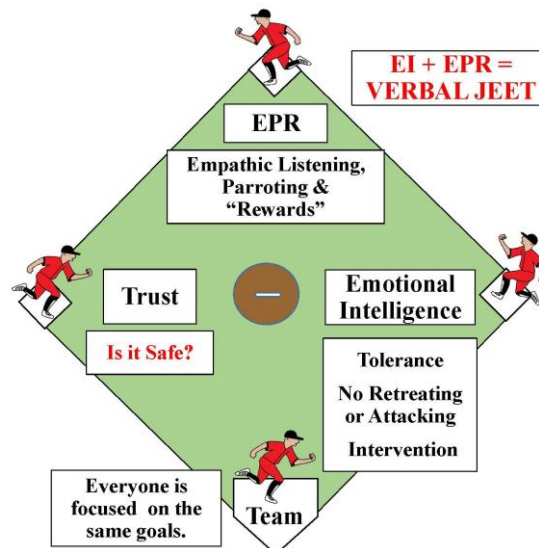 EI + EPR =
VERBAL JEET
EPR
Empathic Listening,
Parroting &
“Rewards”
Trust
Is it Safe?
Emotional
Intelligence
Tolerance
No Retreating
or Attacking
Intervention
Everyone is
focused on the
same goals.
Team